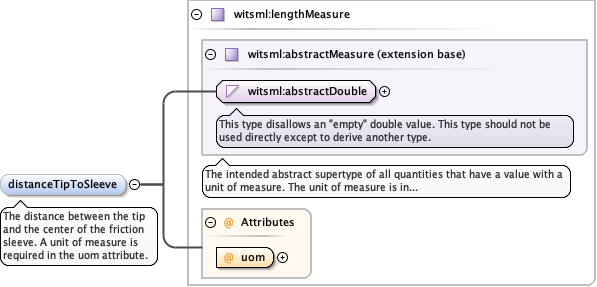 witsml:lengthMeasure
witsml:abstractMeasure (extension base)
witsml:abstractDouble
This type disallows an "empty" double value. This type should not be
used directly except to derive another type.
The intended abstract supertype of all quantities that have a value with a
unit of measure. The unit of measure is in...
distanceTipToSleeve
The distance between the tip
and the center of the friction
sleeve. A unit of measure is
required in the uom attribute.
@ Attributes
@ uom